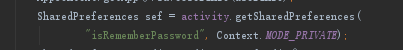 SharedPreferences sef = activity.getSharedPreferences(
"isRememberPassword", Context.MODE_PRIVATE);